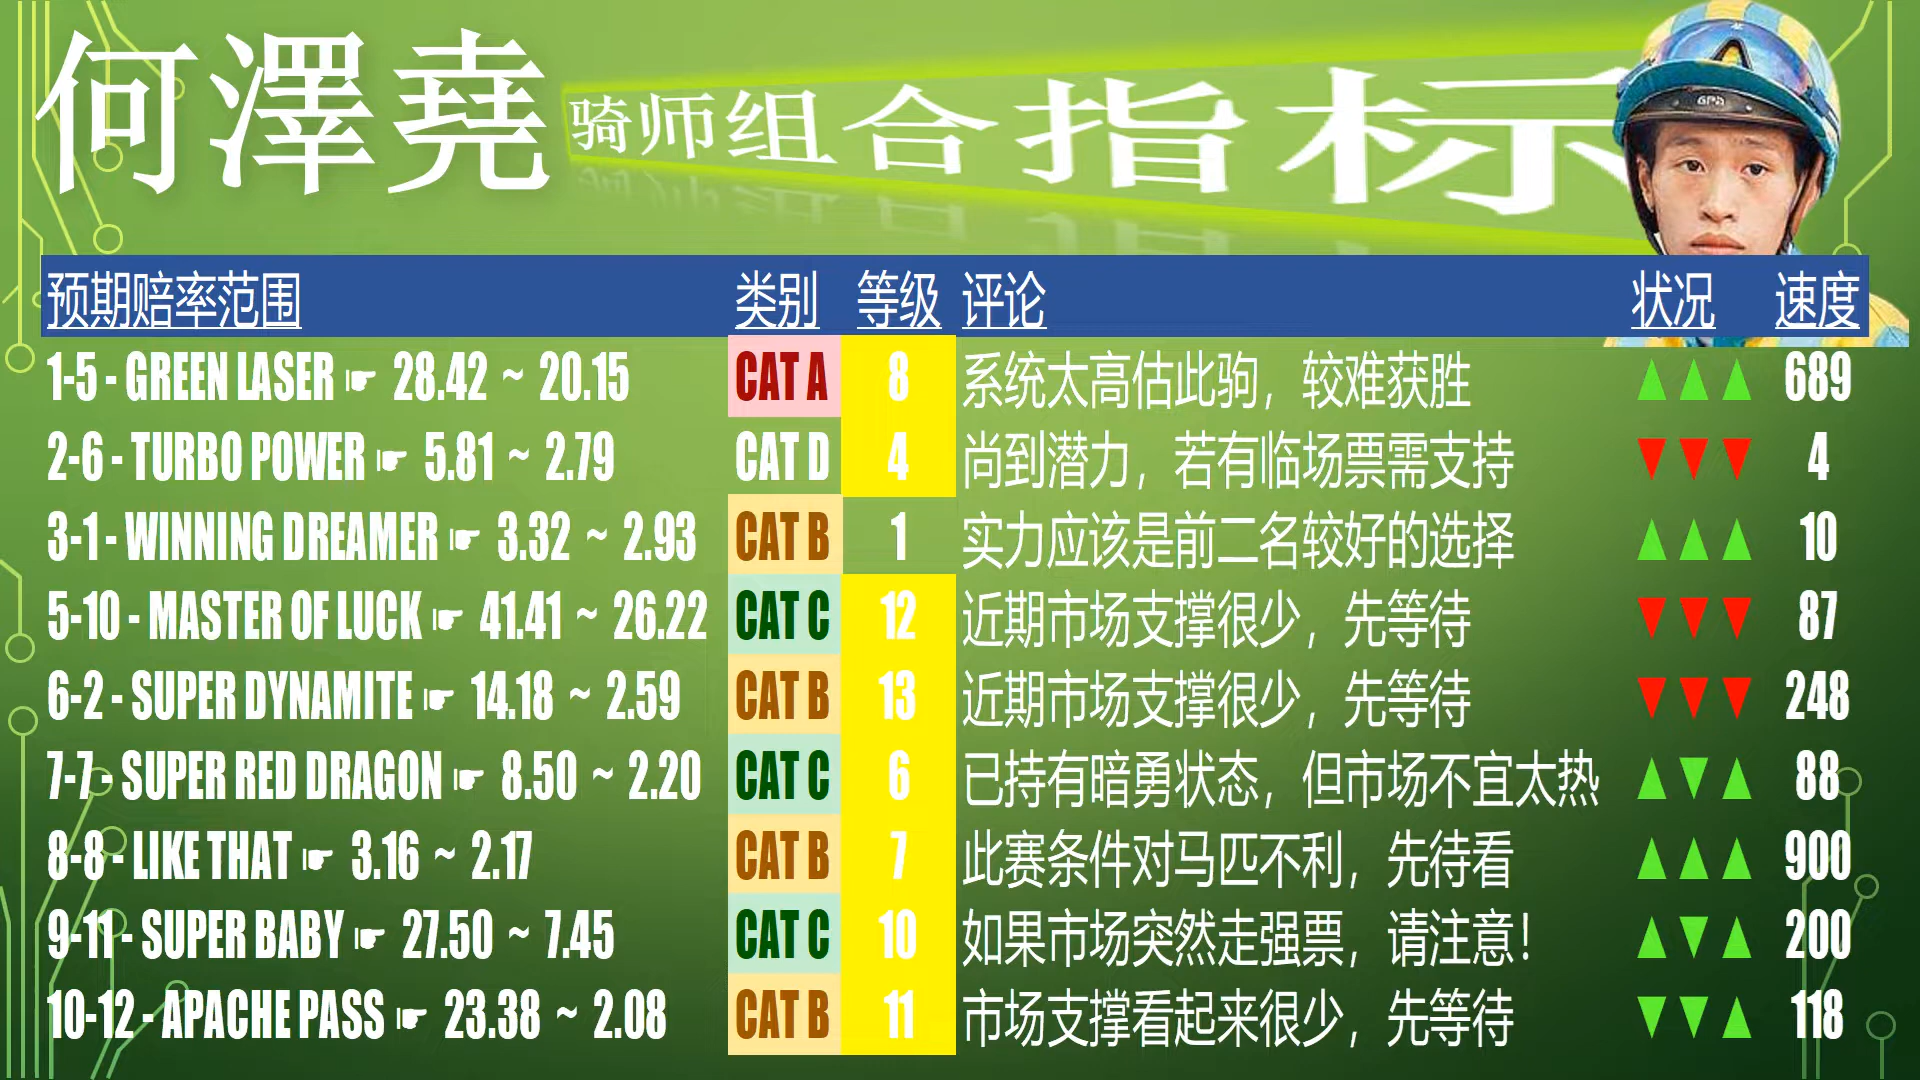 何澤堯 骑师组合指标
GPA
预期赔率范围 类别 等级 评论 状况 速度
1-5 - GREEN LASER ☛ 28.42 ~ 20.15 CAT A 8 系统太高估此驹，较难获胜 ▲▲▲ 689
2-6 - TURBO POWER ☛ 5.81 ~ 2.79 CAT D 4 尚到潜力，若有临场票需支持 ▼▼▼ 4
3-1 - WINNING DREAMER ☛ 3.32 ~ 2.93 CAT B 1 实力应该是前二名较好的选择 ▲▲▲ 10
5-10 - MASTER OF LUCK ☛ 41.41 ~ 26.22 CAT C 12 近期市场支撑很少，先等待 ▼▼▼ 87
6-2 - SUPER DYNAMITE ☛ 14.18 ~ 2.59 CAT B 13 近期市场支撑很少，先等待 ▼▼▼ 248
7-7 - SUPER RED DRAGON ☛ 8.50 ~ 2.20 CAT C 6 已持有暗勇状态，但市场不宜太热 ▲▼▲ 88
8-8 - LIKE THAT ☛ 3.16 ~ 2.17 CAT B 7 此赛条件对马匹不利，先待看 ▲▲▲ 900
9-11 - SUPER BABY ☛ 27.50 ~ 7.45 CAT C 10 如果市场突然走强票，请注意！ ▲▼▲ 200
10-12 - APACHE PASS ☛ 23.38 ~ 2.08 CAT B 11 市场支撑看起来很少，先等待 ▼▼▲ 118